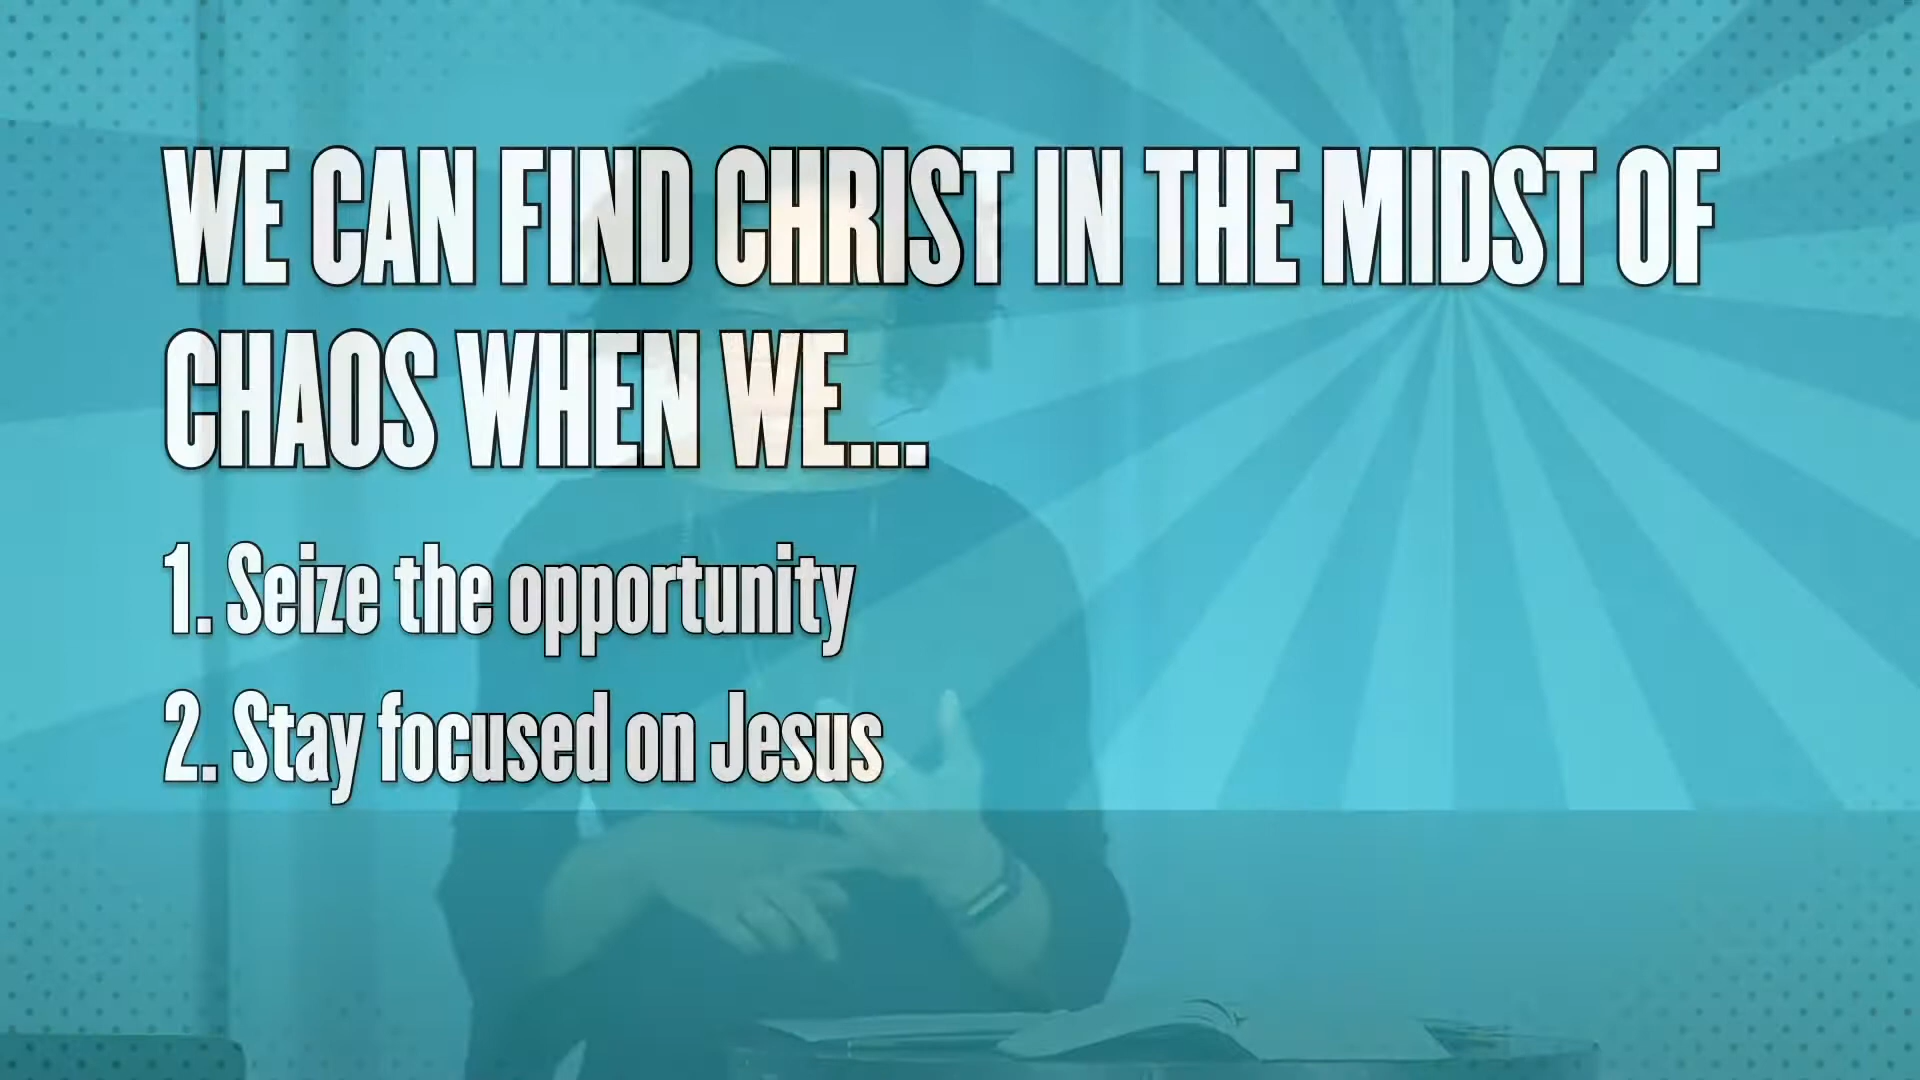 WE CAN FIND CHRIST IN THE MIDST OF
CHAOS WHEN WE...
1. Seize the opportunity
2. Stay focused on Jesus